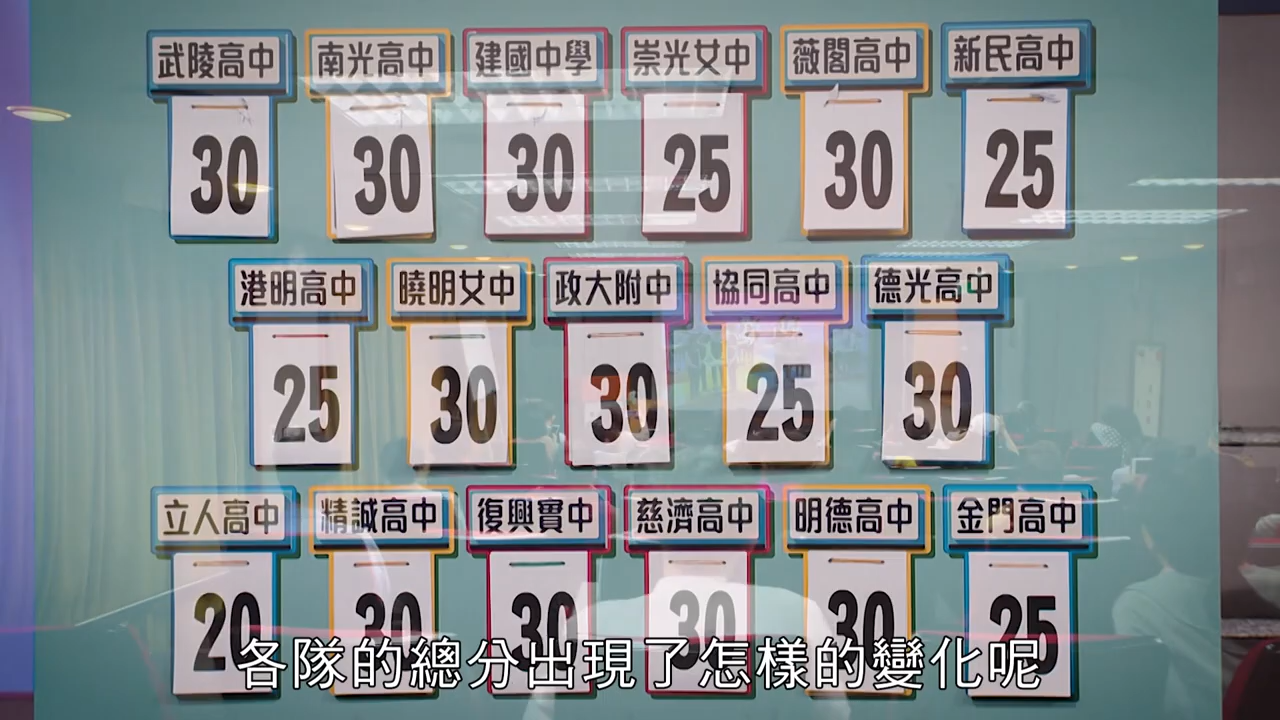 武陵高中 南光高中 建國中學 崇光女中 薇閣高中 新民高中
30 30 30 25 30 25
港明高中 曉明女中 政大附中 協同高中 德光高中
25 30 30 25 30
立人高中 精誠高中 復興實中 慈濟高中 明德高中 金門高中
20 30 30 30 30 25
各隊的總分出現了怎樣的變化呢